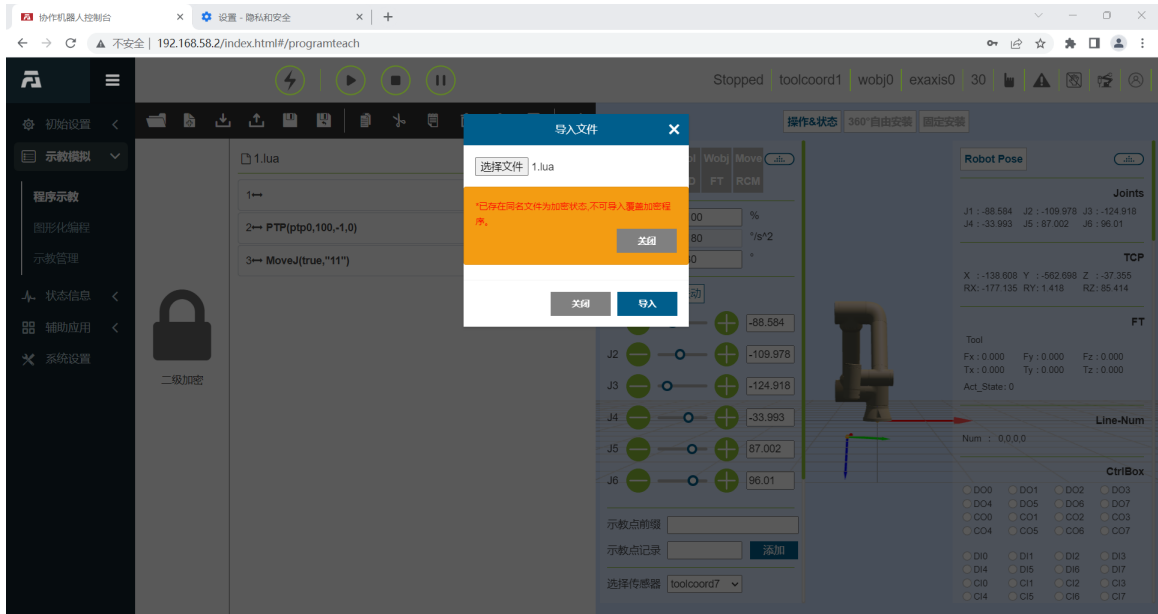 协作机器人控制台
设置 - 隐私和安全
不安全 | 192.168.58.2/index.html#/programteach
Stopped toolcoord1 wobj0 exaxis0 30
初始设置
示教模拟
程序示教
图形化编程
示教管理
状态信息
辅助应用
系统设置
二级加密
1.lua
1
2 PTP(ptp0,100,-1,0)
3 MoveJ(true,"11")
导入文件
选择文件 1.lua
*已存在同名文件为加密状态,不可导入覆盖加密程
序。
关闭
关闭 导入
操作&状态 360°自由安装 固定安装
Wobj Move
FT RCM
00 %
80 °/s^2
°
动
-88.584
J2 -109.978
J3 -124.918
J4 -33.993
J5 87.002
J6 96.01
示教点前缀
示教点记录 添加
选择传感器 toolcoord7
Robot Pose
Joints
J1 : -88.584 J2 : -109.978 J3 : -124.918
J4 : -33.993 J5 : 87.002 J6 : 96.01
TCP
X : -138.608 Y : -562.698 Z : -37.355
RX: -177.135 RY: 1.418 RZ: 85.414
FT
Tool
Fx : 0.000 Fy : 0.000 Fz : 0.000
Tx : 0.000 Ty : 0.000 Tz : 0.000
Act_State: 0
Line-Num
Num : 0,0,0,0
CtriBox
DO0 DO1 DO2 DO3
DO4 DO5 DO6 DO7
CO0 CO1 CO2 CO3
CO4 CO5 CO6 CO7
DI0 DI1 DI2 DI3
DI4 DI5 DI6 DI7
CI0 CI1 CI2 CI3
CI4 CI5 CI6 CI7